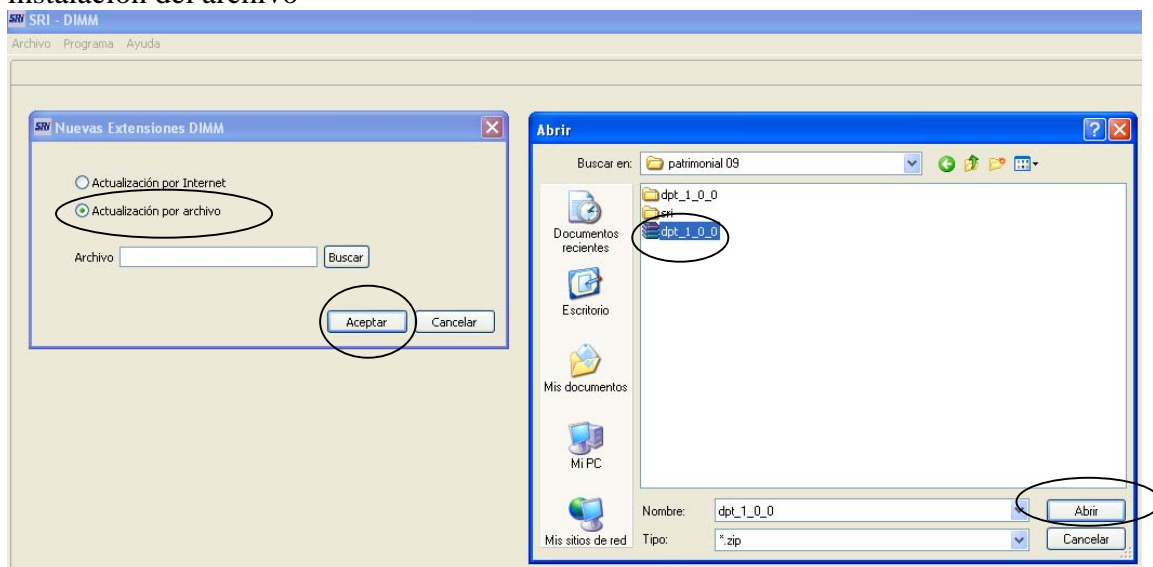 instalación del archivo
SRi SRI - DIMM
Archivo Programa Ayuda
SRi Nuevas Extensiones DIMM
Actualización por Internet
Actualización por archivo
Archivo
Buscar
Aceptar
Cancelar
Abrir
Buscar en:
patrimonial 09
dpt_1_0_0
sri
dpt_1_0_0
Documentos
recientes
Escritorio
Mis documentos
Mi PC
Mis sitios de red
Nombre:
dpt_1_0_0
Abrir
Tipo:
*.zip
Cancelar